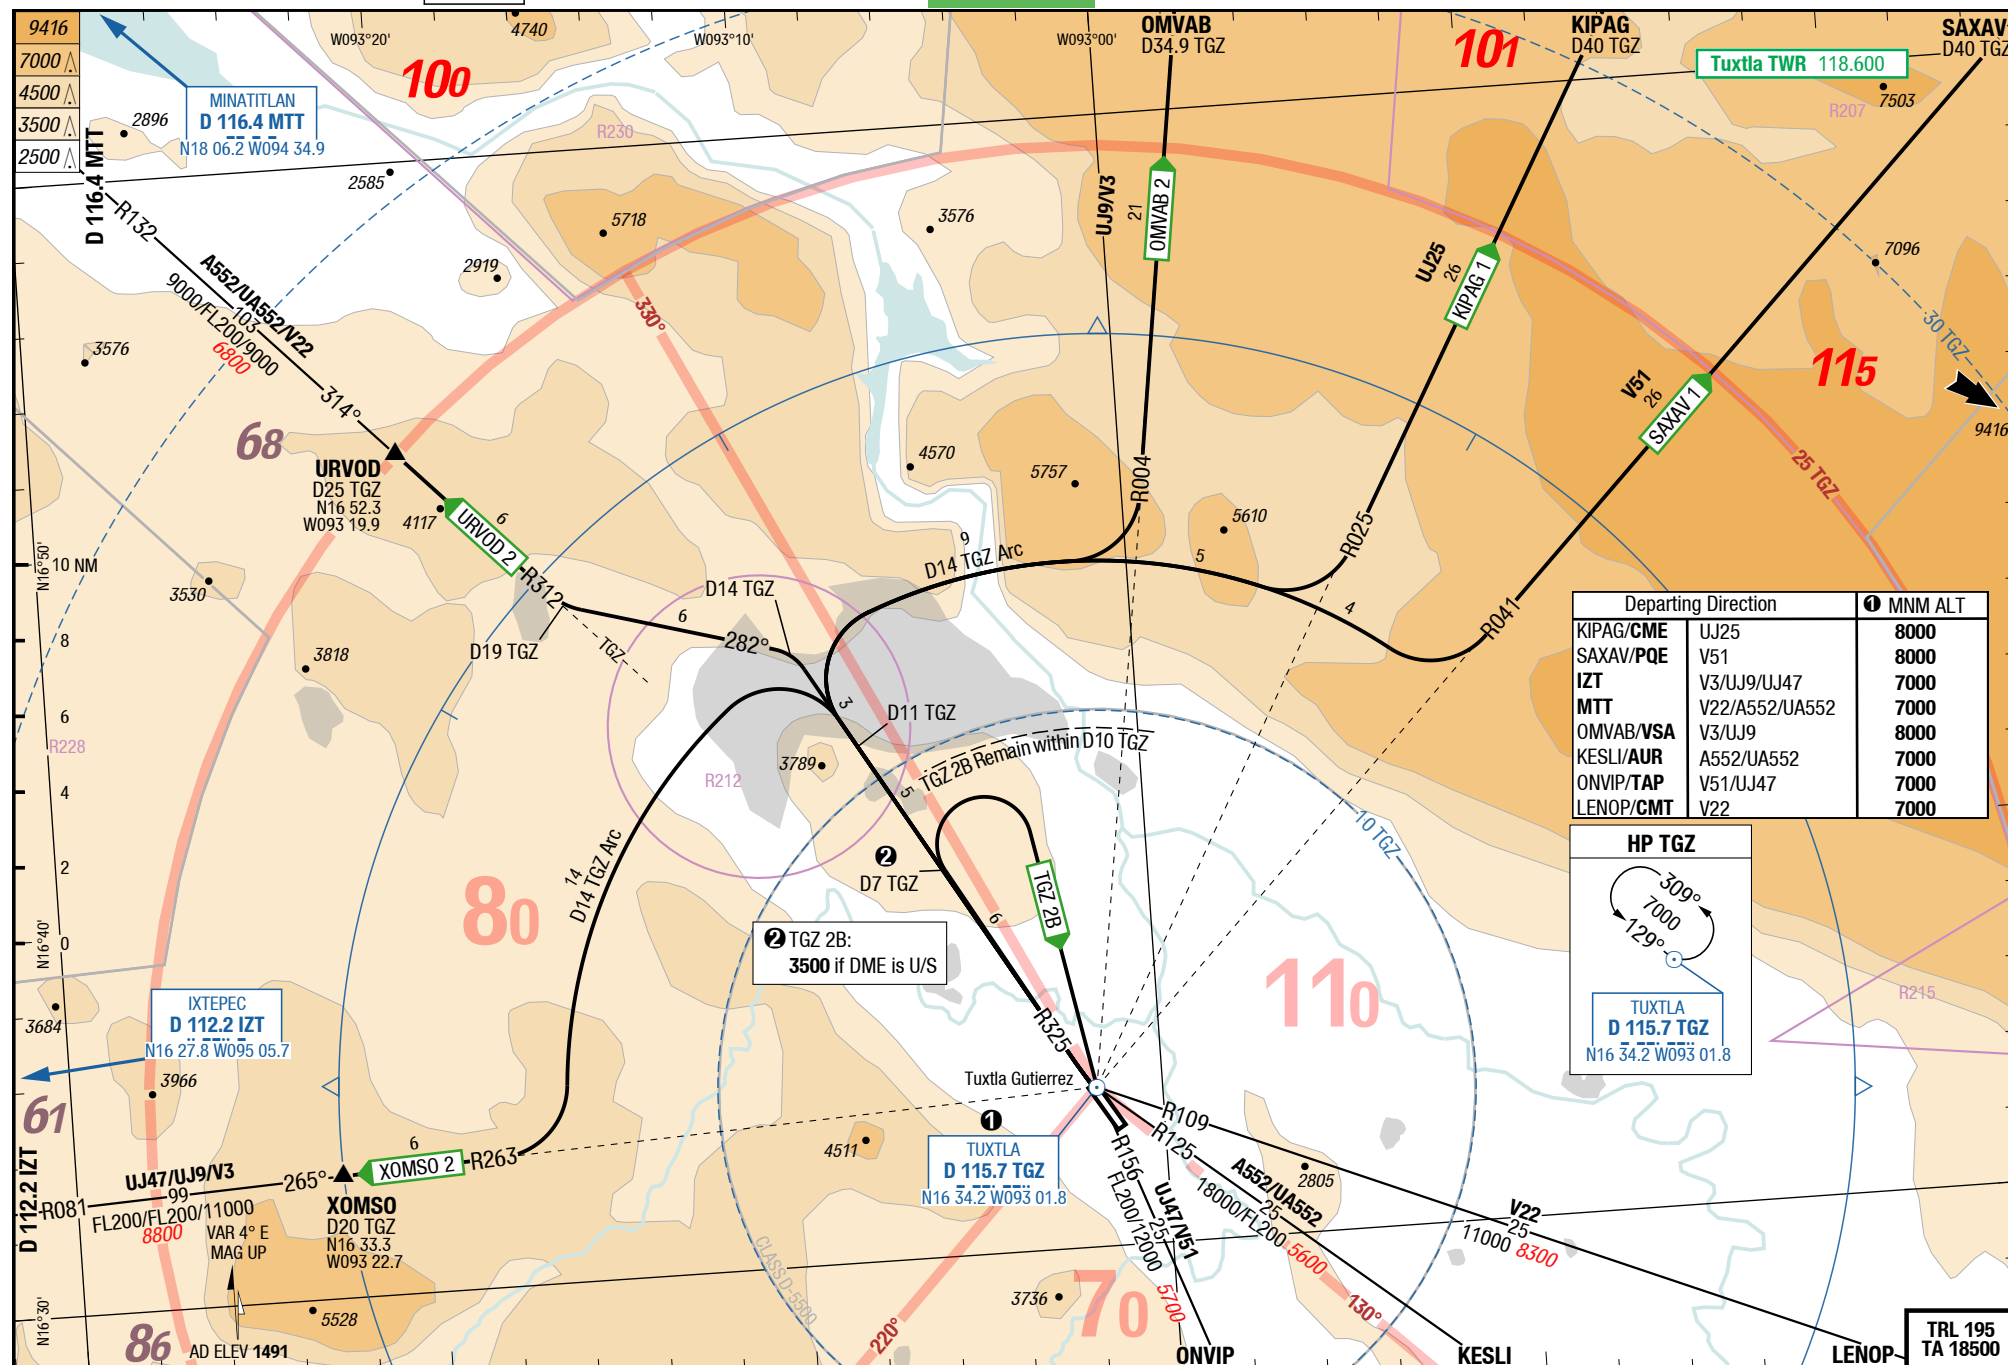 9416
7000
4500
3500
2500
W093°20'
4740
W093°10'
W093°00'
OMVAB
D34.9 TGZ
KIPAG
D40 TGZ
SAXAV
D40 TGZ
100
101
Tuxtla TWR 118.600
7503
R207
MINATITLAN
D 116.4 MTT
N18 06.2 W094 34.9
2896
D 116.4 MTT
R132
2585
R230
5718
2919
3576
UJ9/V3
21
OMVAB 2
UJ25
26
KIPAG 1
V51
26
SAXAV 1
7096
30 TGZ
115
9416
25 TGZ
A552/UA552/V22
103
9000/FL200/9000
6800
3576
314°
330°
68
URVOD
D25 TGZ
N16 52.3
W093 19.9
4117
URVOD 2
6
R312
4570
5757
R004
5610
R025
R041
9
D14 TGZ Arc
5
4
N16°50'
10 NM
8
6
4
2
0
N16°40'
3530
3818
D19 TGZ
TGZ
6
282°
D14 TGZ
3
D11 TGZ
R228
R212
3789
TGZ 2B Remain within D10 TGZ
5
10 TGZ
Departing Direction ❶ MNM ALT
KIPAG/CME UJ25 8000
SAXAV/PQE V51 8000
IZT V3/UJ9/UJ47 7000
MTT V22/A552/UA552 7000
OMVAB/VSA V3/UJ9 8000
KESLI/AUR A552/UA552 7000
ONVIP/TAP V51/UJ47 7000
LENOP/CMT V22 7000
HP TGZ
309°
7000
129°
TUXTLA
D 115.7 TGZ
N16 34.2 W093 01.8
R215
14
D14 TGZ Arc
80
❷
D7 TGZ
TGZ 2B
6
❷ TGZ 2B:
3500 if DME is U/S
110
R325
Tuxtla Gutierrez
❶
TUXTLA
D 115.7 TGZ
N16 34.2 W093 01.8
4511
3684
IXTEPEC
D 112.2 IZT
N16 27.8 W095 05.7
3966
61
D 112.2 IZT
R081
UJ47/UJ9/V3
99
FL200/FL200/11000
8800
265°
6
XOMSO 2
R263
XOMSO
D20 TGZ
N16 33.3
W093 22.7
VAR 4° E
MAG UP
N16°30'
5528
86
AD ELEV 1491
CLASS D-5500
220°
3736
70
R156
UJ47/V51
25
FL200/12000
5700
ONVIP
R125
A552/UA552
25
18000/FL200 5600
130°
KESLI
R109
2805
V22
25
11000 8300
LENOP
TRL 195
TA 18500